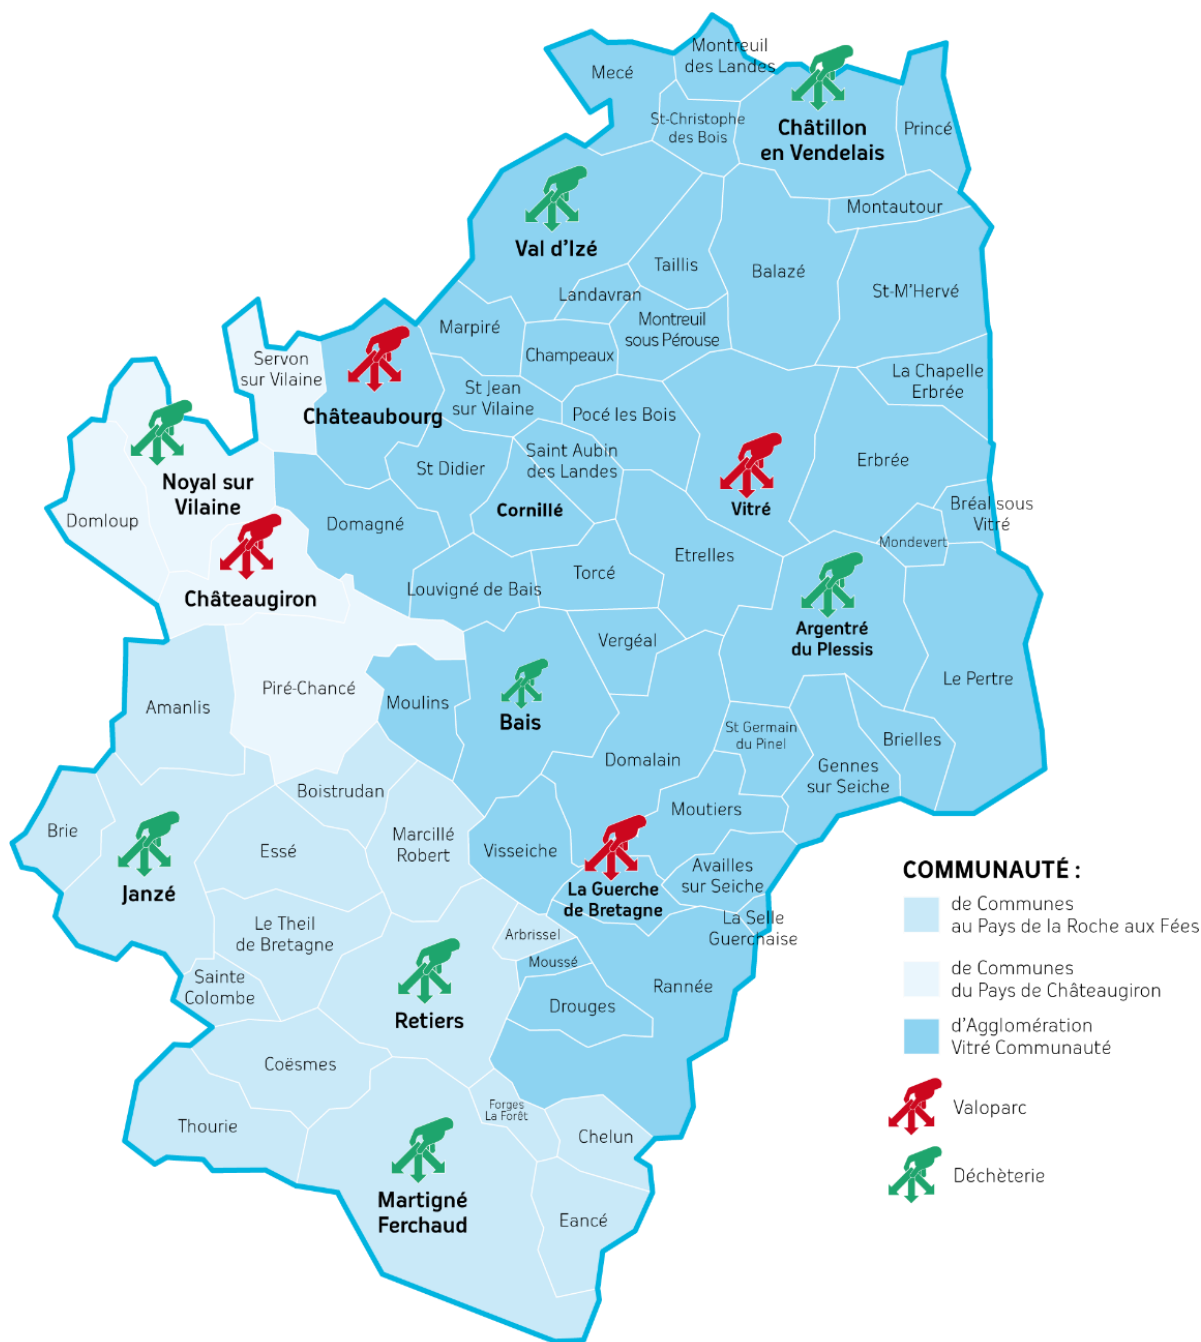 Montreuil
des Landes
Mecé
St-Christophe
des Bois
Châtillon
en Vendelais
Princé
Montautour
Val d'Izé
Taillis
Balazé
St-M'Hervé
Landavran
Marpiré
Montreuil
sous Pérouse
Champeaux
Servon
sur Vilaine
La Chapelle
Erbrée
St Jean
sur Vilaine
Châteaubourg
Pocé les Bois
Saint Aubin
des Landes
St Didier
Erbrée
Noyal sur
Vilaine
Domloup
Cornillé
Vitré
Domagné
Bréal sous
Vitré
Mondevert
Etrelles
Torcé
Louvigné de Bais
Châteaugiron
Argentré
du Plessis
Vergéal
Le Pertre
Piré-Chancé
Amanlis
Moulins
Bais
St Germain
du Pinel
Brielles
Domalain
Gennes
sur Seiche
Boistrudan
Moutiers
Brie
Essé
Marcillé
Robert
Visseiche
Availles
sur Seiche
Janzé
La Guerche
de Bretagne
La Selle
Guerchaise
Le Theil
de Bretagne
Arbrissel
Moussé
Sainte
Colombe
Rannée
Drouges
Retiers
Coësmes
Forges
La Forêt
Thourie
Chelun
Martigné
Ferchaud
Eancé
COMMUNAUTÉ :
de Communes
au Pays de la Roche aux Fées
de Communes
du Pays de Châteaugiron
d'Agglomération
Vitré Communauté
Valoparc
Déchèterie